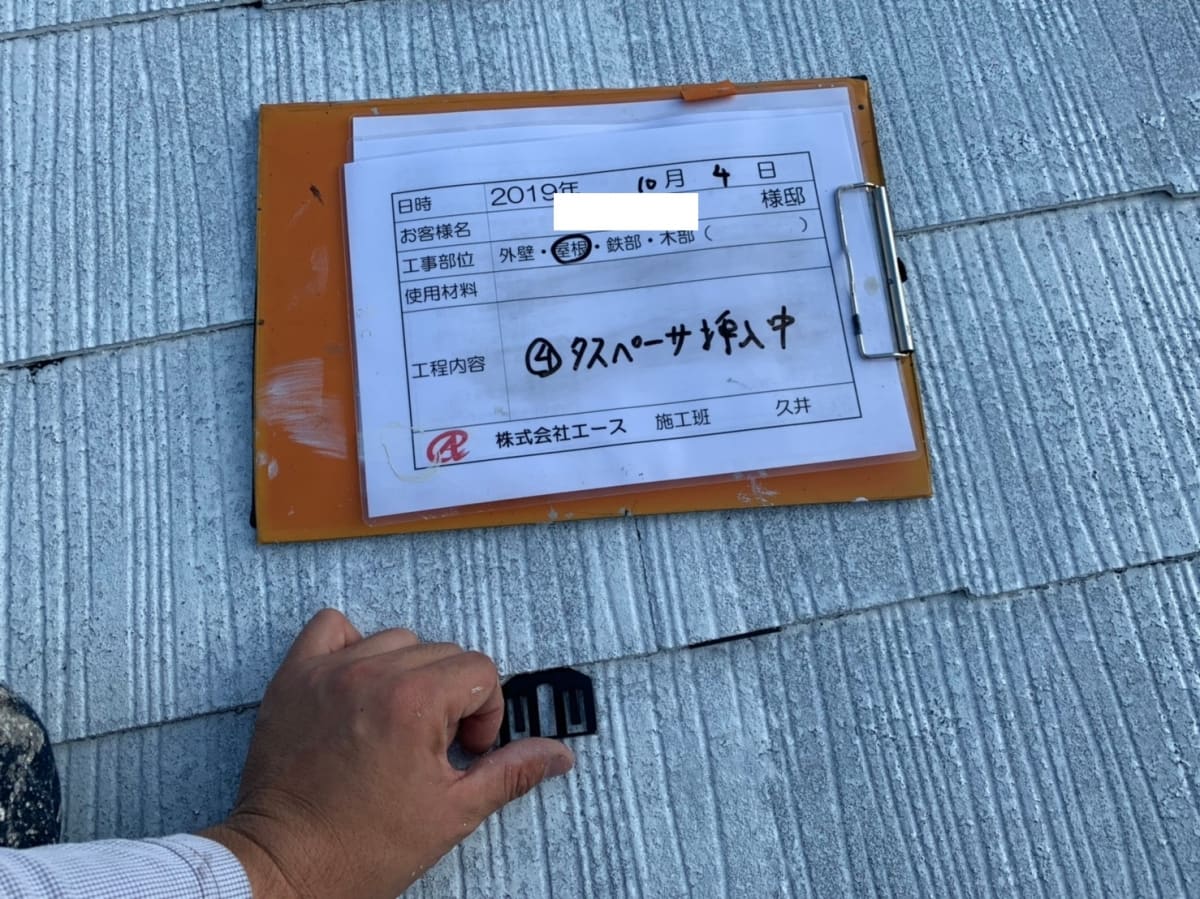 日時 2019年 10月 4日
お客様名 様邸
工事部位 外壁・屋根・鉄部・木部( )
使用材料
工程内容 ④タスペーサ挿入中
株式会社エース 施工班 久井